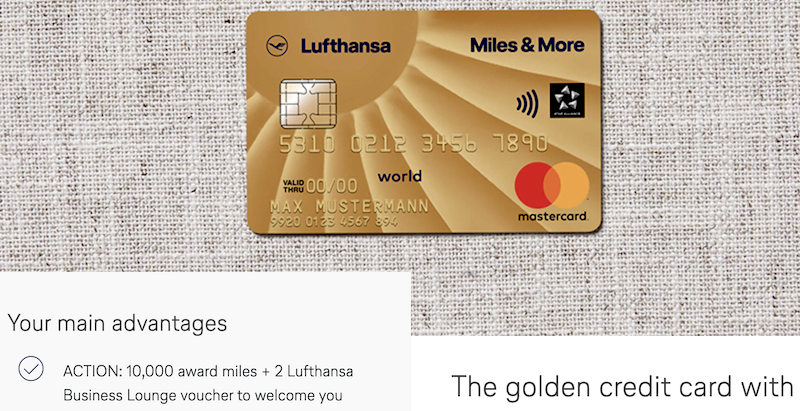 Lufthansa
Miles & More
STAR ALLIANCE
5310 0212 3456 7890
VALID
THRU 00/00
world
MAX MUSTERMANN
9920 0123 4567 894
mastercard.
Your main advantages
ACTION: 10,000 award miles + 2 Lufthansa
Business Lounge voucher to welcome you
The golden credit card with